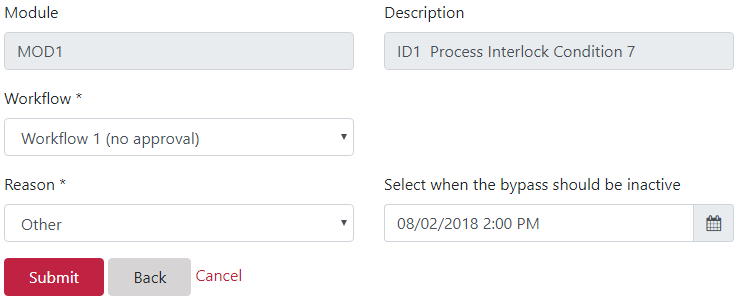 Module
Description
MOD1
ID1 Process Interlock Condition 7
Workflow *
Workflow 1 (no approval)
Reason *
Select when the bypass should be inactive
Other
08/02/2018 2:00 PM
Submit
Back
Cancel